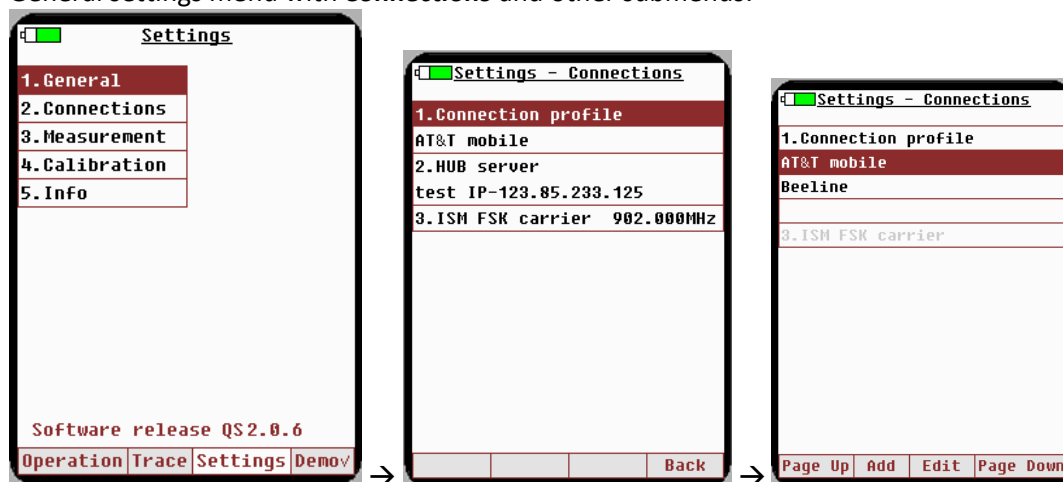 General settings menu with Connections and other submenus:
Settings
1.General
2.Connections
3.Measurement
4.Calibration
5.Info
Software release QS2.0.6
Operation Trace Settings Demo√
→
Settings - Connections
1.Connection profile
AT&T mobile
2.HUB server
test IP-123.85.233.125
3.ISM FSK carrier 902.000MHz
Back
→
Settings - Connections
1.Connection profile
AT&T mobile
Beeline
3.ISM FSK carrier
Page Up Add Edit Page Down